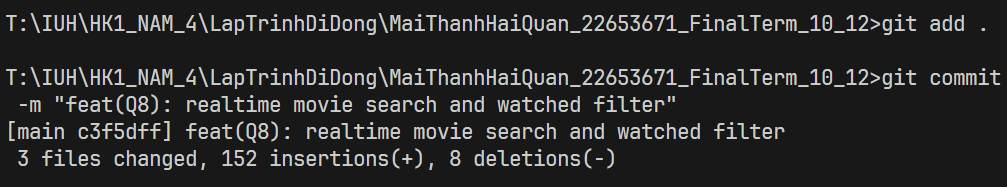 T:\IUH\HK1_NAM_4\LapTrinhDiDong\MaiThanhHaiQuan_22653671_FinalTerm_10_12>git add .
T:\IUH\HK1_NAM_4\LapTrinhDiDong\MaiThanhHaiQuan_22653671_FinalTerm_10_12>git commit
 -m "feat(Q8): realtime movie search and watched filter"
[main c3f5dff] feat(Q8): realtime movie search and watched filter
 3 files changed, 152 insertions(+), 8 deletions(-)